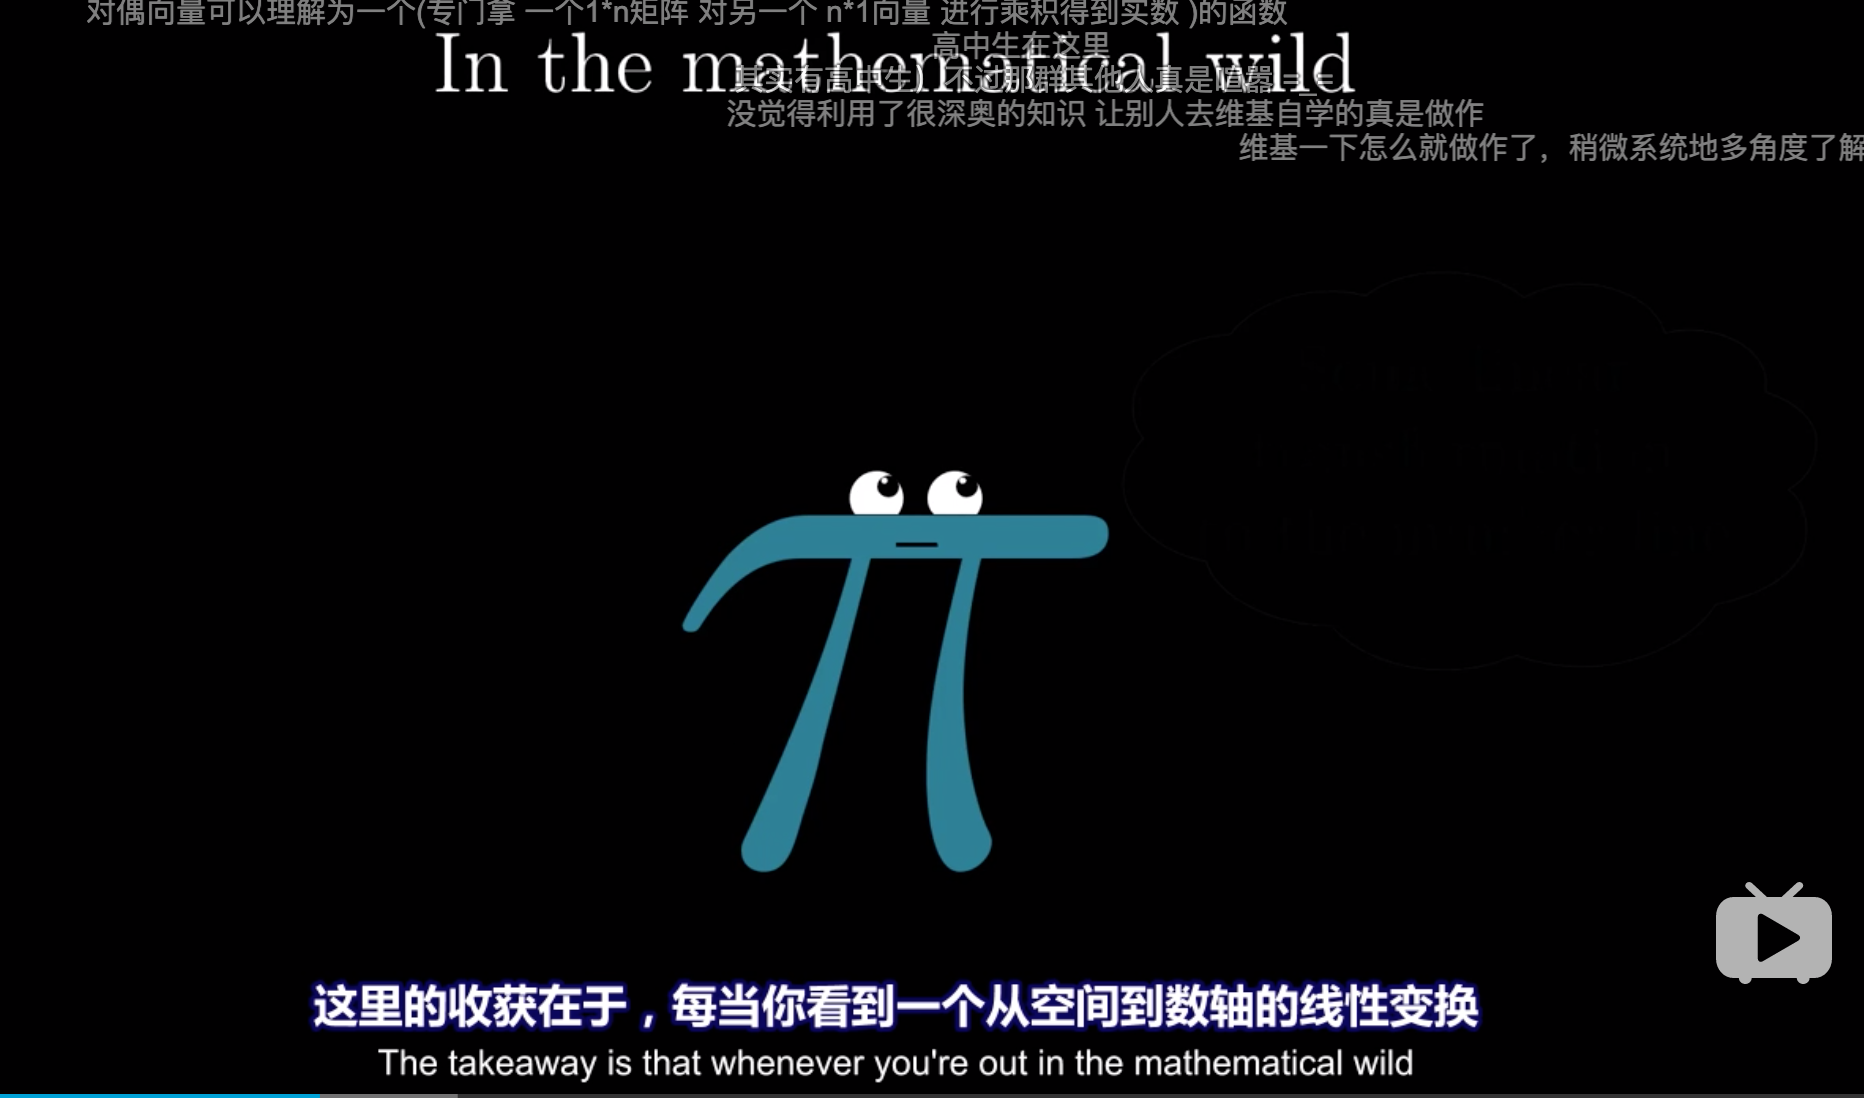 对偶向量可以理解为一个(专门拿 一个1*n矩阵 对另一个 n*1向量 进行乘积得到实数 )的函数
高中生在这里
In the mathematical wild
其实有高中生）不过那群其他人真是喧嚣 =_=
没觉得利用了很深奥的知识 让别人去维基自学的真是做作
维基一下怎么就做作了，稍微系统地多角度了解
这里的收获在于，每当你看到一个从空间到数轴的线性变换
The takeaway is that whenever you're out in the mathematical wild